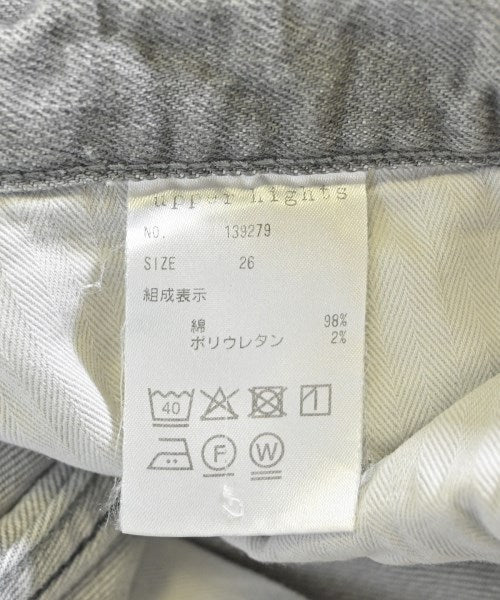 upper hights
NO. 139279
SIZE 26
組成表示
綿 98%
ポリウレタン 2%
40
F W